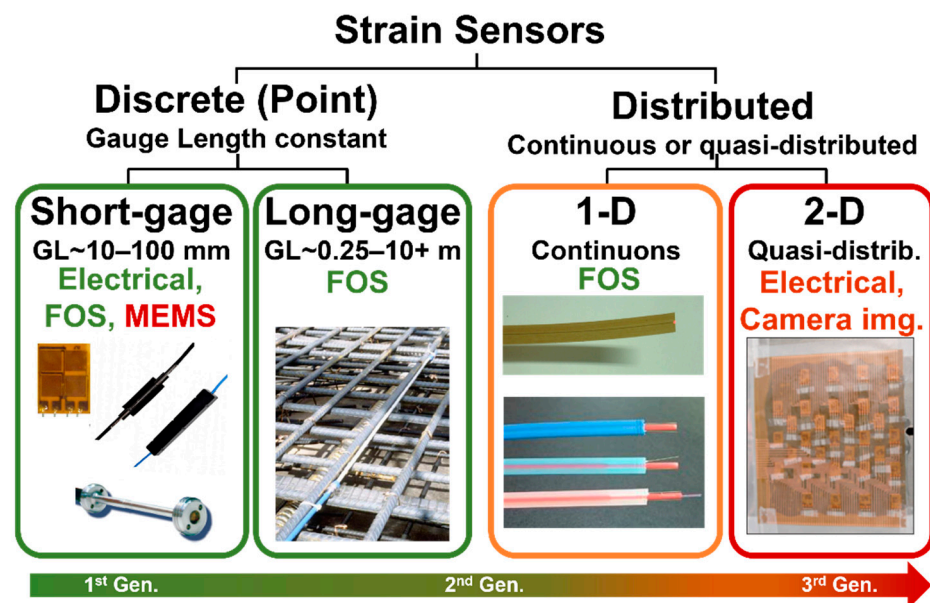 Strain Sensors
Discrete (Point)
Gauge Length constant
Distributed
Continuous or quasi-distributed
Short-gage
GL~10–100 mm
Electrical,
FOS, MEMS
Long-gage
GL~0.25–10+ m
FOS
1-D
Continuons
FOS
2-D
Quasi-distrib.
Electrical,
Camera img.
1st Gen.
2nd Gen.
3rd Gen.